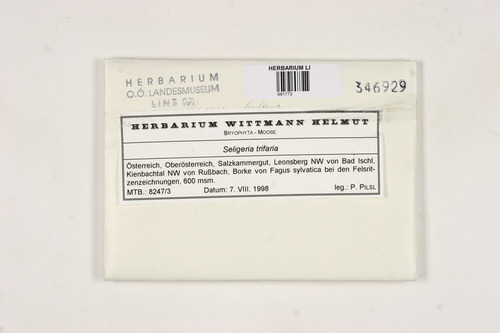 HERBARIUM LI
HERBARIUM
O.Ö. LANDESMUSEUM
LINZ
346929
HERBARIUM WITTMANN HELMUT
BRYOPHYTA - MOOSE
Seligeria trifaria
Österreich, Oberösterreich, Salzkammergut, Leonsberg NW von Bad Ischl,
Kienbachtal NW von Rußbach, Borke von Fagus sylvatica bei den Felsrit-
zenzeichnungen, 600 msm.
MTB.: 8247/3 Datum: 7. VIII. 1998 leg.: P. PILSL